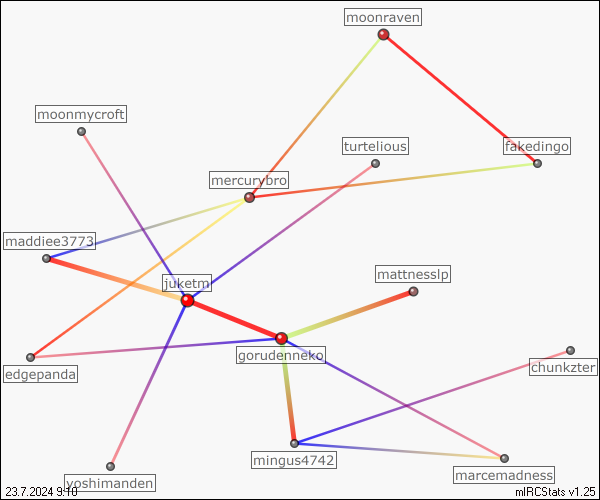 moonraven
moonmycroft
turtelious
fakedingo
mercurybro
maddiee3773
mattnesslp
juketm
gorudenneko
edgepanda
chunkzter
mingus4742
marcemadness
yoshimanden
23.7.2024 9:10
mIRCStats v1.25